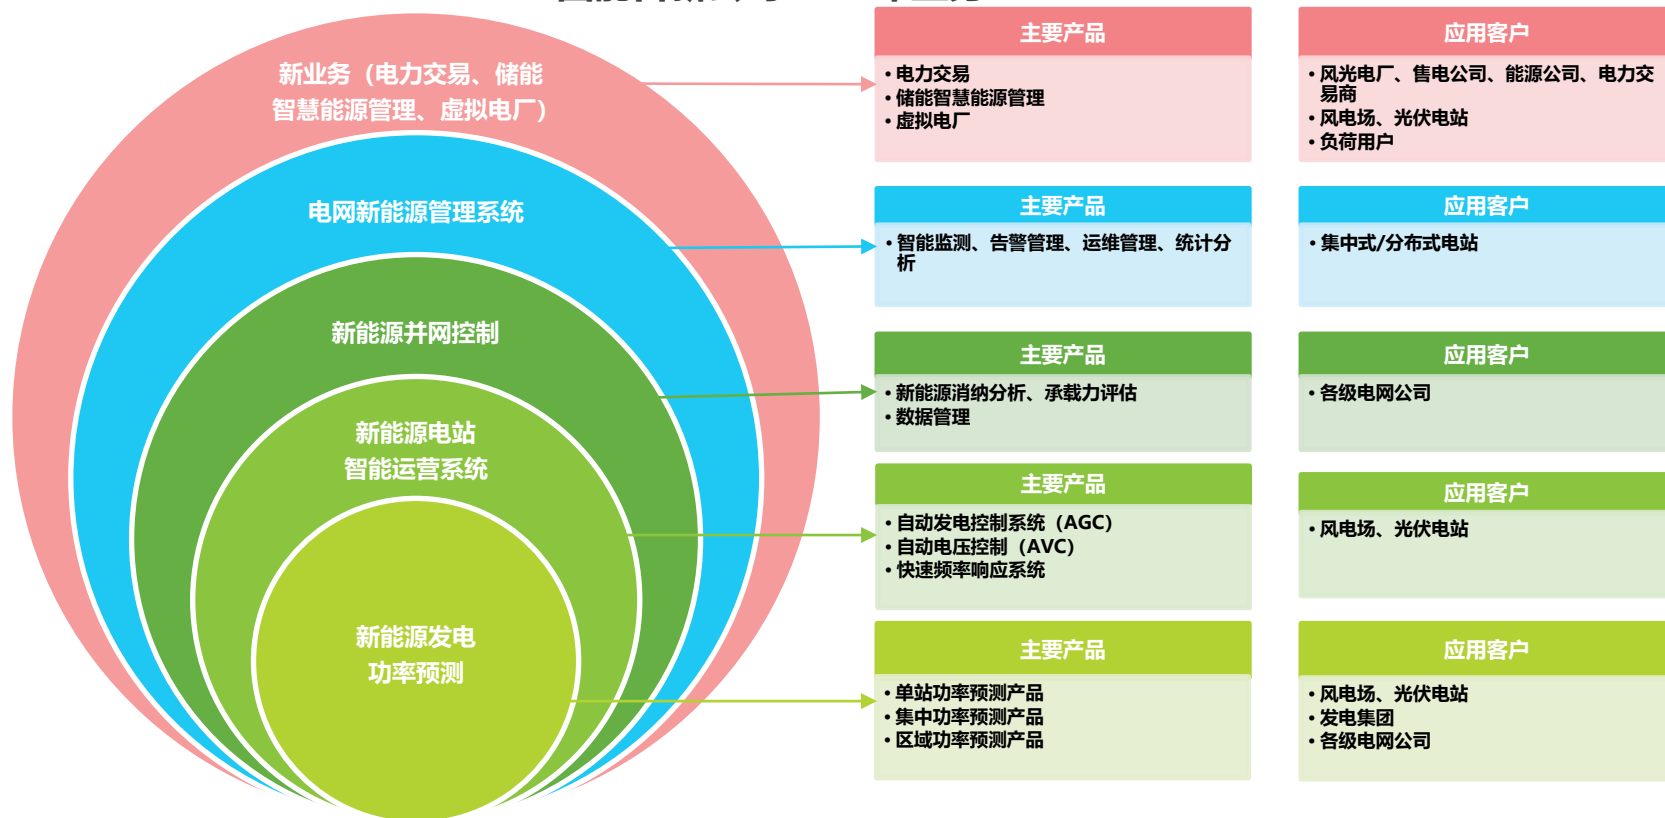 新业务（电力交易、储能
智慧能源管理、虚拟电厂）
电网新能源管理系统
新能源并网控制
新能源电站
智能运营系统
新能源发电
功率预测
主要产品
• 电力交易
• 储能智慧能源管理
• 虚拟电厂
应用客户
• 风光电厂、售电公司、能源公司、电力交
易商
• 风电场、光伏电站
• 负荷用户
主要产品
• 智能监测、告警管理、运维管理、统计分
析
应用客户
• 集中式/分布式电站
主要产品
• 新能源消纳分析、承载力评估
• 数据管理
应用客户
• 各级电网公司
主要产品
• 自动发电控制系统（AGC）
• 自动电压控制（AVC）
• 快速频率响应系统
应用客户
• 风电场、光伏电站
主要产品
• 单站功率预测产品
• 集中功率预测产品
• 区域功率预测产品
应用客户
• 风电场、光伏电站
• 发电集团
• 各级电网公司